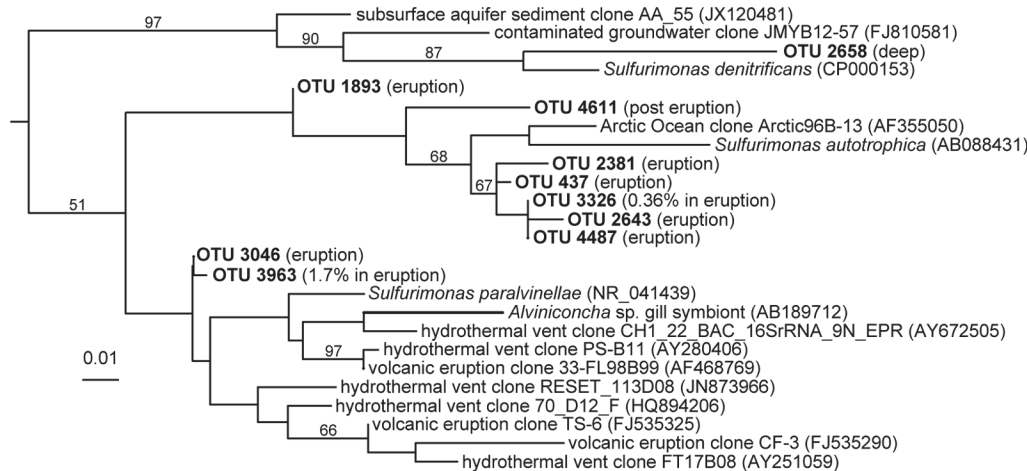 97
subsurface aquifer sediment clone AA_55 (JX120481)
90
contaminated groundwater clone JMYB12-57 (FJ810581)
87
OTU 2658 (deep)
Sulfurimonas denitrificans (CP000153)
OTU 1893 (eruption)
OTU 4611 (post eruption)
Arctic Ocean clone Arctic96B-13 (AF355050)
68
Sulfurimonas autotrophica (AB088431)
OTU 2381 (eruption)
67
OTU 437 (eruption)
51
OTU 3326 (0.36% in eruption)
OTU 2643 (eruption)
OTU 4487 (eruption)
OTU 3046 (eruption)
OTU 3963 (1.7% in eruption)
Sulfurimonas paralvinellae (NR_041439)
Alviniconcha sp. gill symbiont (AB189712)
hydrothermal vent clone CH1_22_BAC_16SrRNA_9N_EPR (AY672505)
97
hydrothermal vent clone PS-B11 (AY280406)
0.01
volcanic eruption clone 33-FL98B99 (AF468769)
hydrothermal vent clone RESET_113D08 (JN873966)
hydrothermal vent clone 70_D12_F (HQ894206)
66
volcanic eruption clone TS-6 (FJ535325)
volcanic eruption clone CF-3 (FJ535290)
hydrothermal vent clone FT17B08 (AY251059)